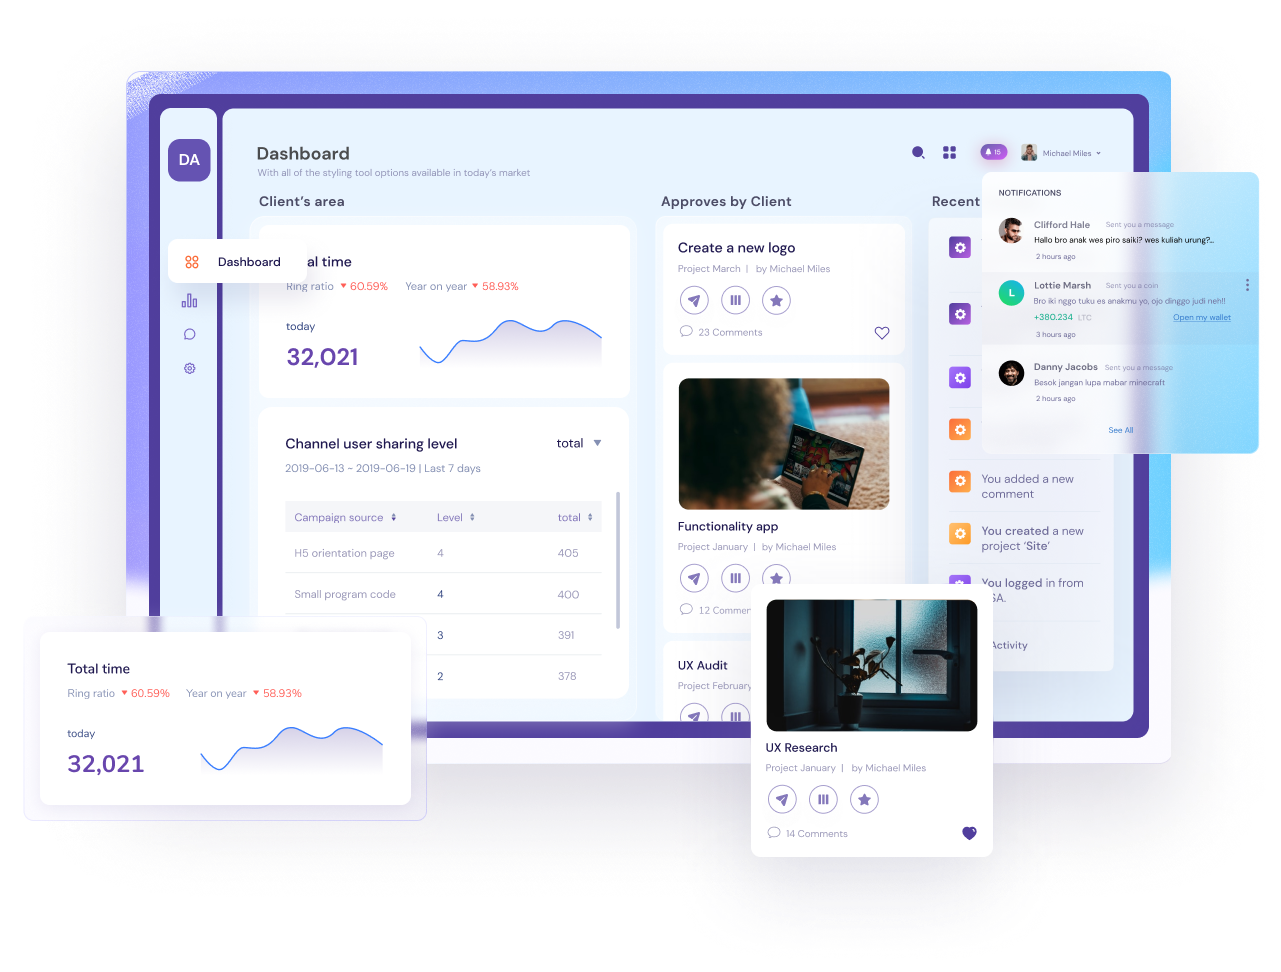 DA
Dashboard
With all of the styling tool options available in today's market
15
Michael Miles
Client's area
Approves by Client
Recent
Dashboard
al time
Ring ratio 60.59% Year on year 58.93%
today
32,021
Channel user sharing level
total
2019-06-13 ~ 2019-06-19 | Last 7 days
Campaign source Level total
H5 orientation page 4 405
Small program code 4 400
3 391
2 378
Create a new logo
Project March | by Michael Miles
23 Comments
Functionality app
Project January | by Michael Miles
12 Commen
UX Audit
Project February
NOTIFICATIONS
Clifford Hale Sent you a message
Hallo bro anak wes piro saiki? wes kuliah urung?...
2 hours ago
L
Lottie Marsh Sent you a coin
Bro iki nggo tuku es anakmu yo, ojo dinggo judi neh!!
+380.234 LTC Open my wallet
3 hours ago
Danny Jacobs Sent you a message
Besok jangan lupa mabar minecraft
2 hours ago
See All
You added a new
comment
You created a new
project 'Site'
You logged in from
SA.
Activity
Total time
Ring ratio 60.59% Year on year 58.93%
today
32,021
UX Research
Project January | by Michael Miles
14 Comments